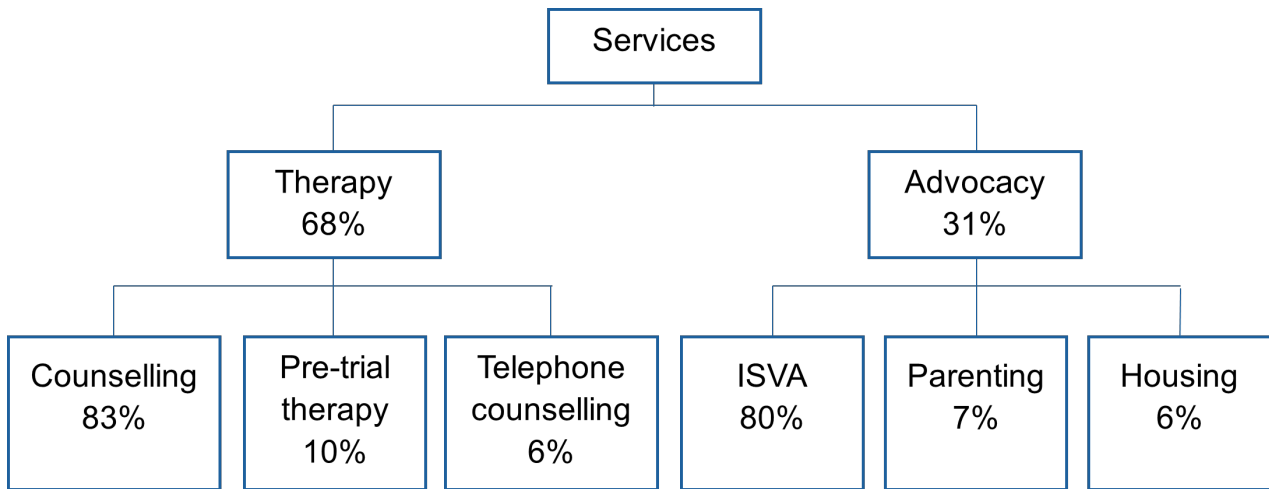 Services
Therapy
68%
Advocacy
31%
Counselling
83%
Pre-trial
therapy
10%
Telephone
counselling
6%
ISVA
80%
Parenting
7%
Housing
6%